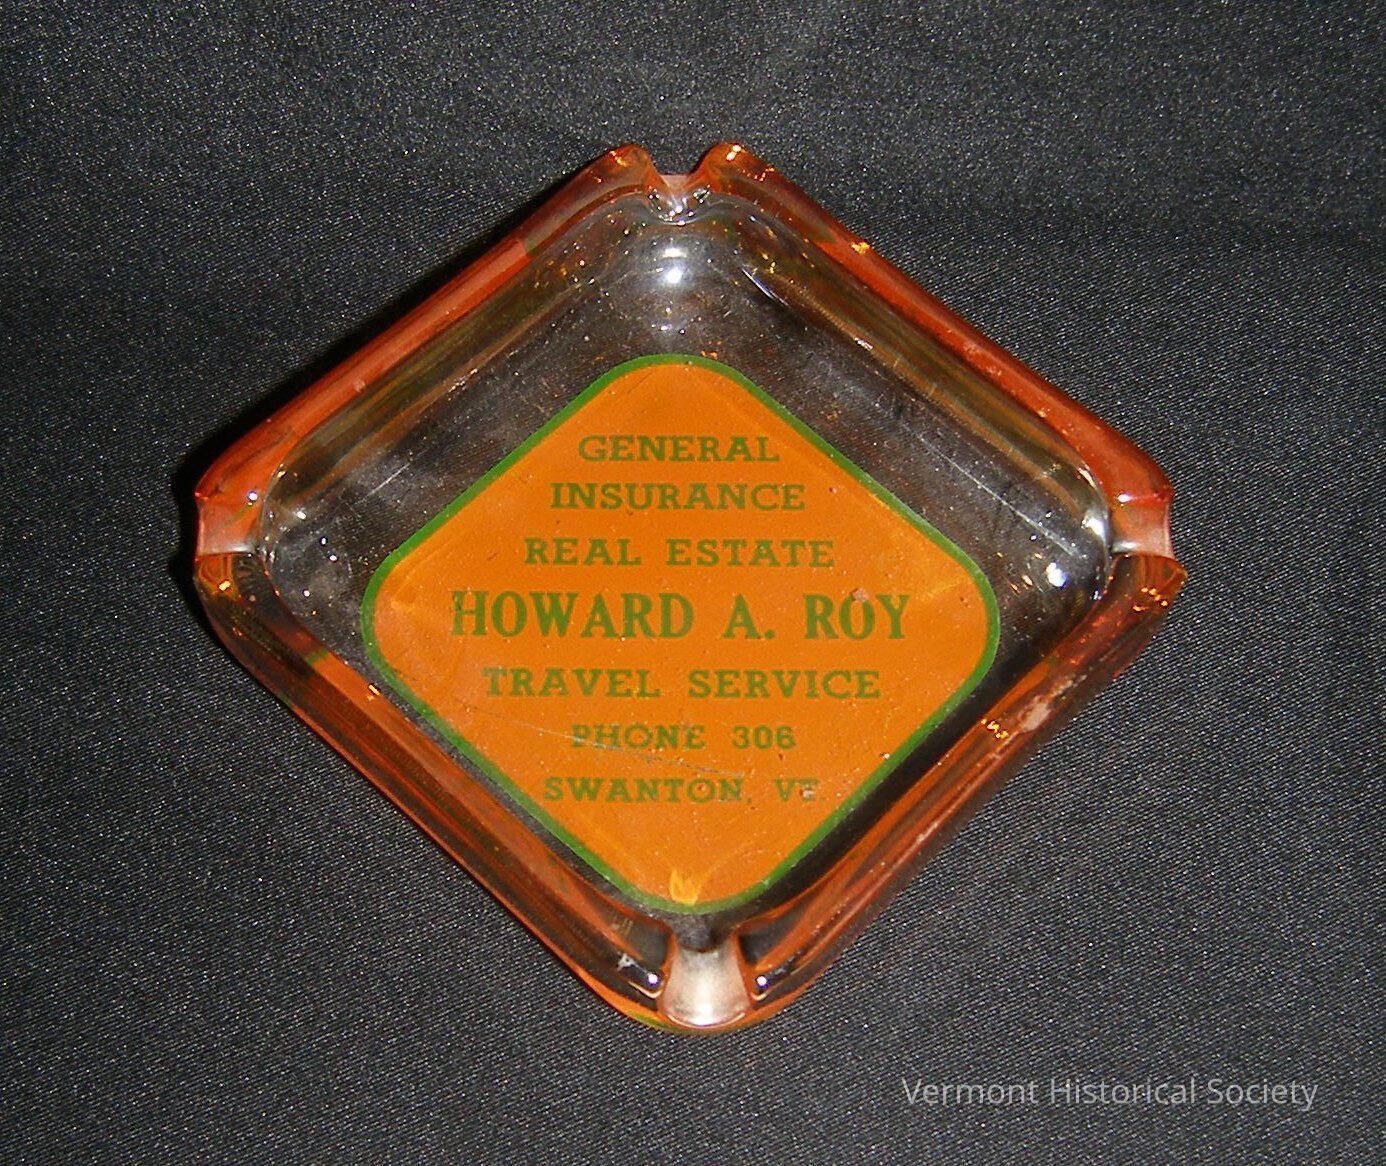 GENERAL
INSURANCE
REAL ESTATE
HOWARD A. ROY
TRAVEL SERVICE
PHONE 306
SWANTON, VT.
Vermont Historical Society